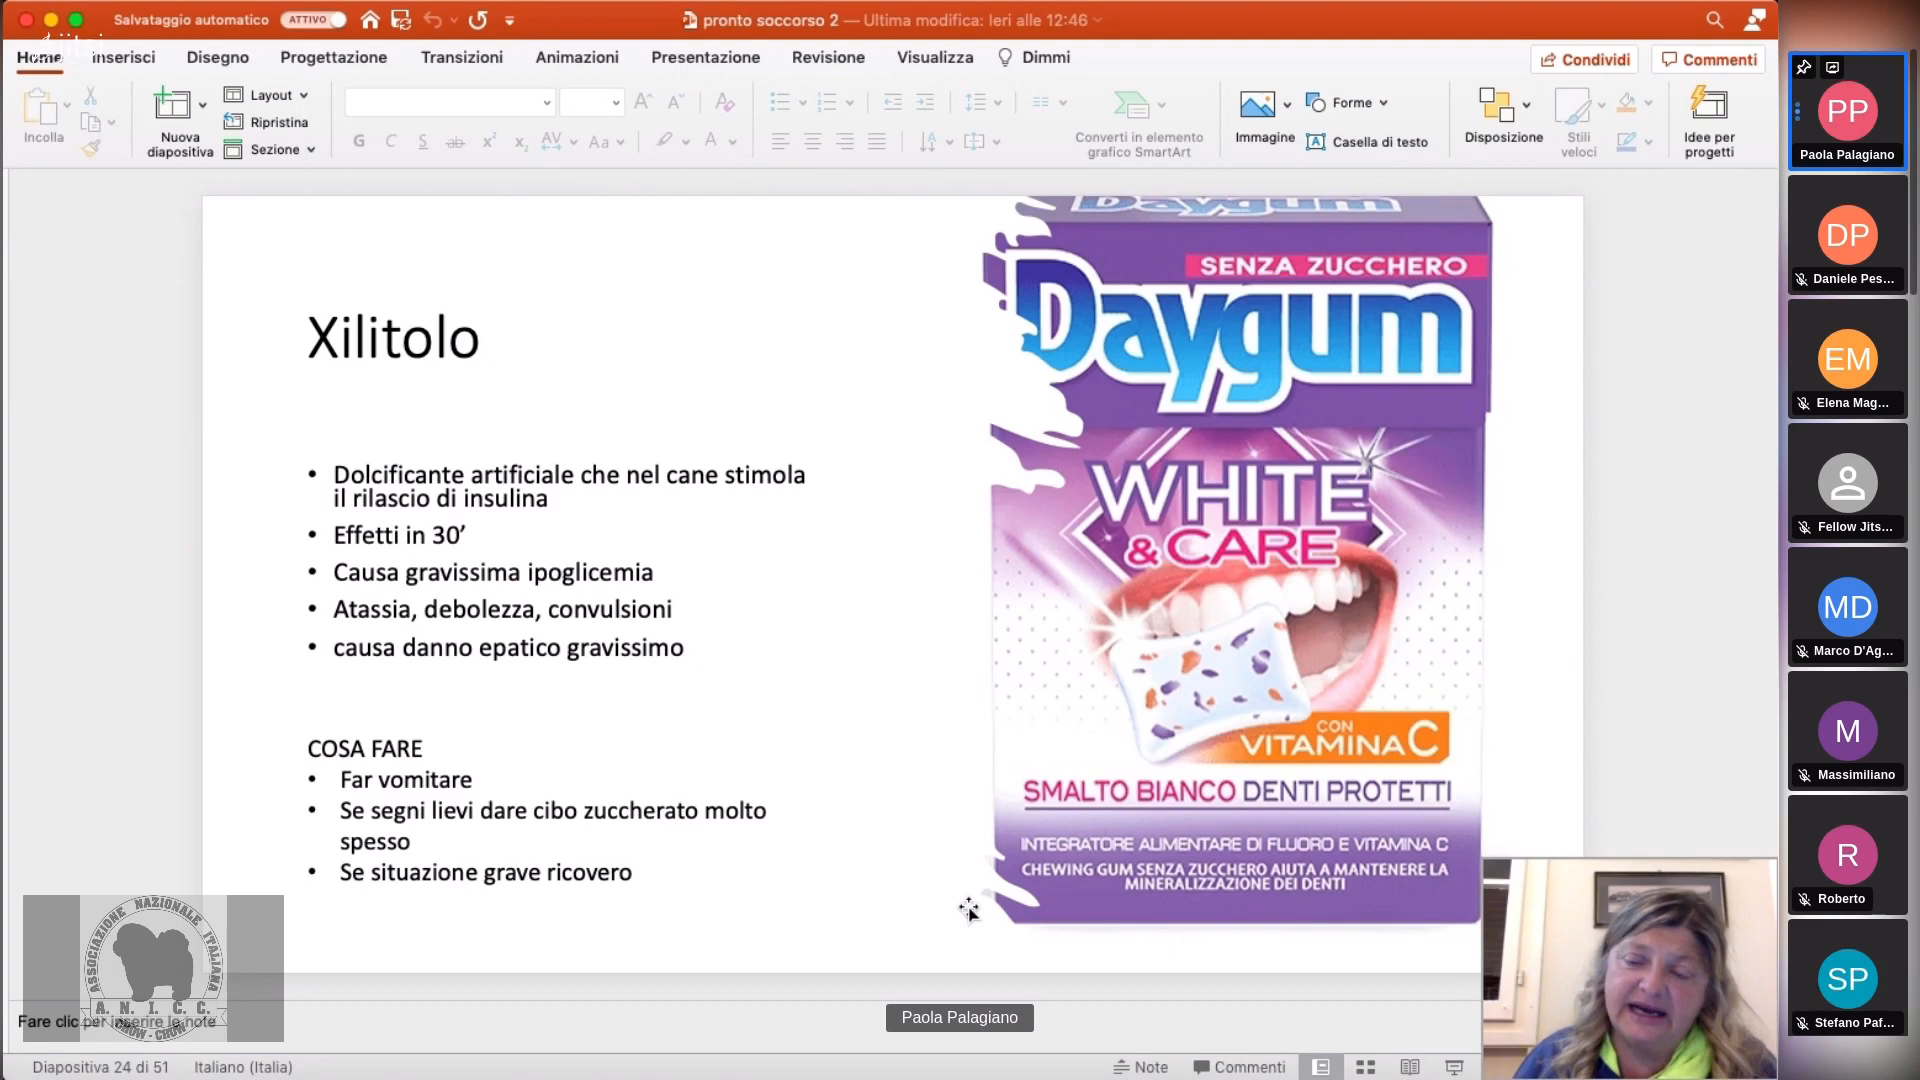 Salvataggio automatico
ATTIVO
pronto soccorso 2 — Ultima modifica: Ieri alle 12:46
Home
Inserisci
Disegno
Progettazione
Transizioni
Animazioni
Presentazione
Revisione
Visualizza
Dimmi
Condividi
Commenti
Incolla
Nuova
diapositiva
Layout
Ripristina
Sezione
Converti in elemento
grafico SmartArt
Immagine
Forme
Casella di testo
Disposizione
Stili
veloci
Idee per
progetti
Xilitolo
• Dolcificante artificiale che nel cane stimola
il rilascio di insulina
• Effetti in 30’
• Causa gravissima ipoglicemia
• Atassia, debolezza, convulsioni
• causa danno epatico gravissimo
COSA FARE
• Far vomitare
• Se segni lievi dare cibo zuccherato molto
spesso
• Se situazione grave ricovero
Daygum
SENZA ZUCCHERO
Daygum
WHITE
& CARE
CON
VITAMINA C
SMALTO BIANCO DENTI PROTETTI
INTEGRATORE ALIMENTARE DI FLUORO E VITAMINA C
CHEWING GUM SENZA ZUCCHERO AIUTA A MANTENERE LA
MINERALIZZAZIONE DEI DENTI
ASSOCIAZIONE NAZIONALE ITALIANA
A. N. I. C. C.
CHOW - CHOW
Fare clic per inserire le note
Paola Palagiano
Diapositiva 24 di 51
Italiano (Italia)
Note
Commenti
PP
Paola Palagiano
DP
Daniele Pes...
EM
Elena Mag...
Fellow Jits...
MD
Marco D'Ag...
M
Massimiliano
R
Roberto
SP
Stefano Paf...